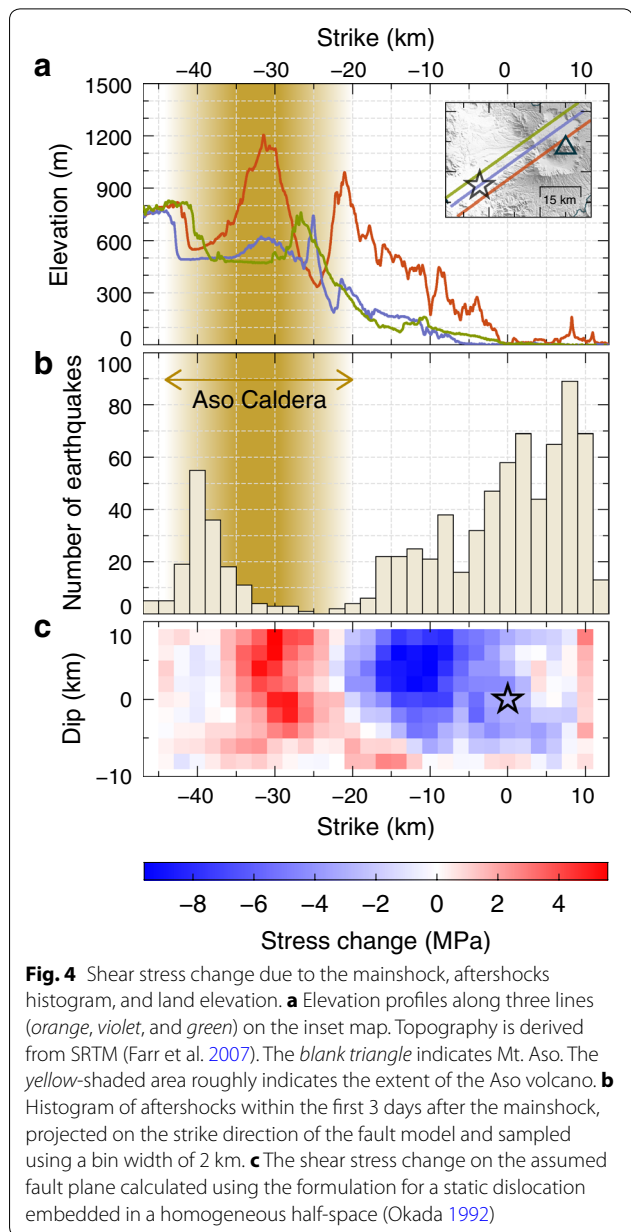 Strike (km)
−40 −30 −20 −10 0 10
a
1500
1200
900
600
300
0
Elevation (m)
15 km
b
100
80
60
40
20
0
Number of earthquakes
Aso Caldera
c
10
0
−10
Dip (km)
−40 −30 −20 −10 0 10
Strike (km)
−8 −6 −4 −2 0 2 4
Stress change (MPa)
Fig. 4 Shear stress change due to the mainshock, aftershocks
histogram, and land elevation. a Elevation profiles along three lines
(orange, violet, and green) on the inset map. Topography is derived
from SRTM (Farr et al. 2007). The blank triangle indicates Mt. Aso. The
yellow-shaded area roughly indicates the extent of the Aso volcano. b
Histogram of aftershocks within the first 3 days after the mainshock,
projected on the strike direction of the fault model and sampled
using a bin width of 2 km. c The shear stress change on the assumed
fault plane calculated using the formulation for a static dislocation
embedded in a homogeneous half-space (Okada 1992)